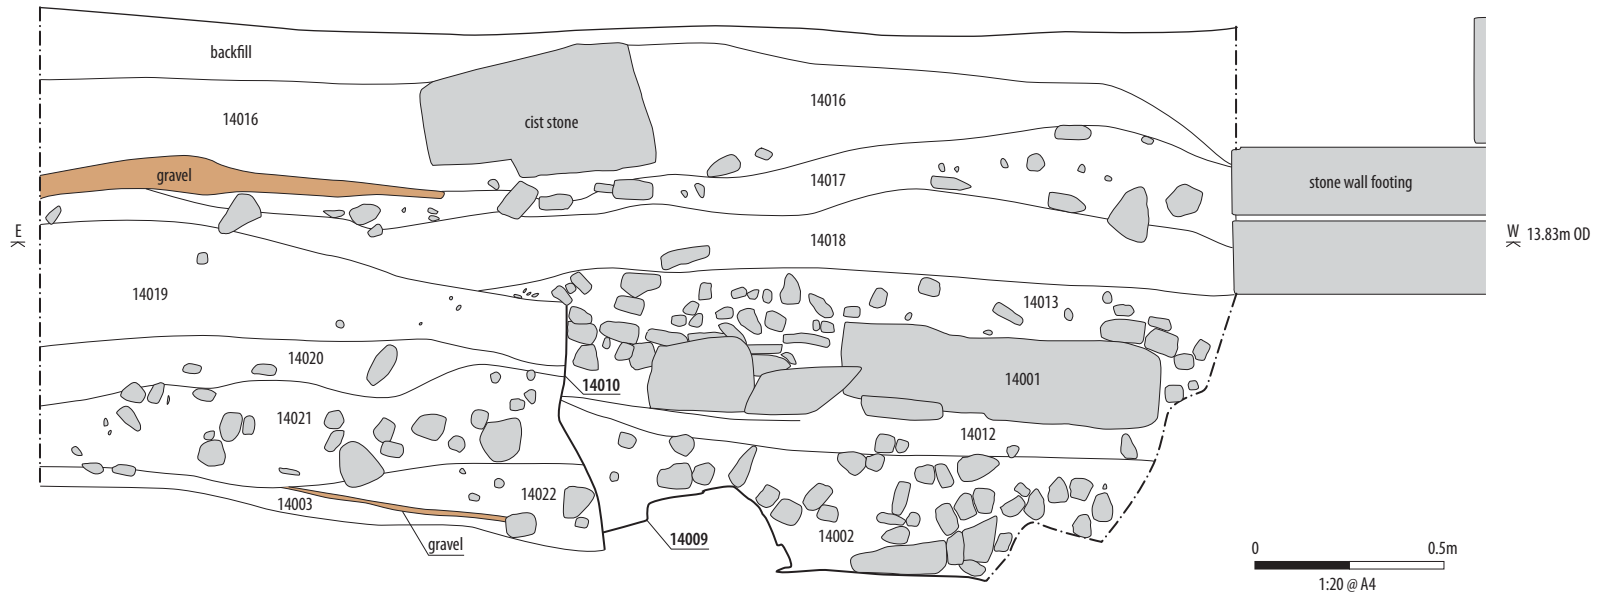 backfill
14016
cist stone
14016
gravel
14017
stone wall footing
E
14018
W 13.83m OD
14019
14013
14020
14010
14001
14021
14012
14022
14003
14002
gravel
14009
0 0.5m
1:20 @ A4